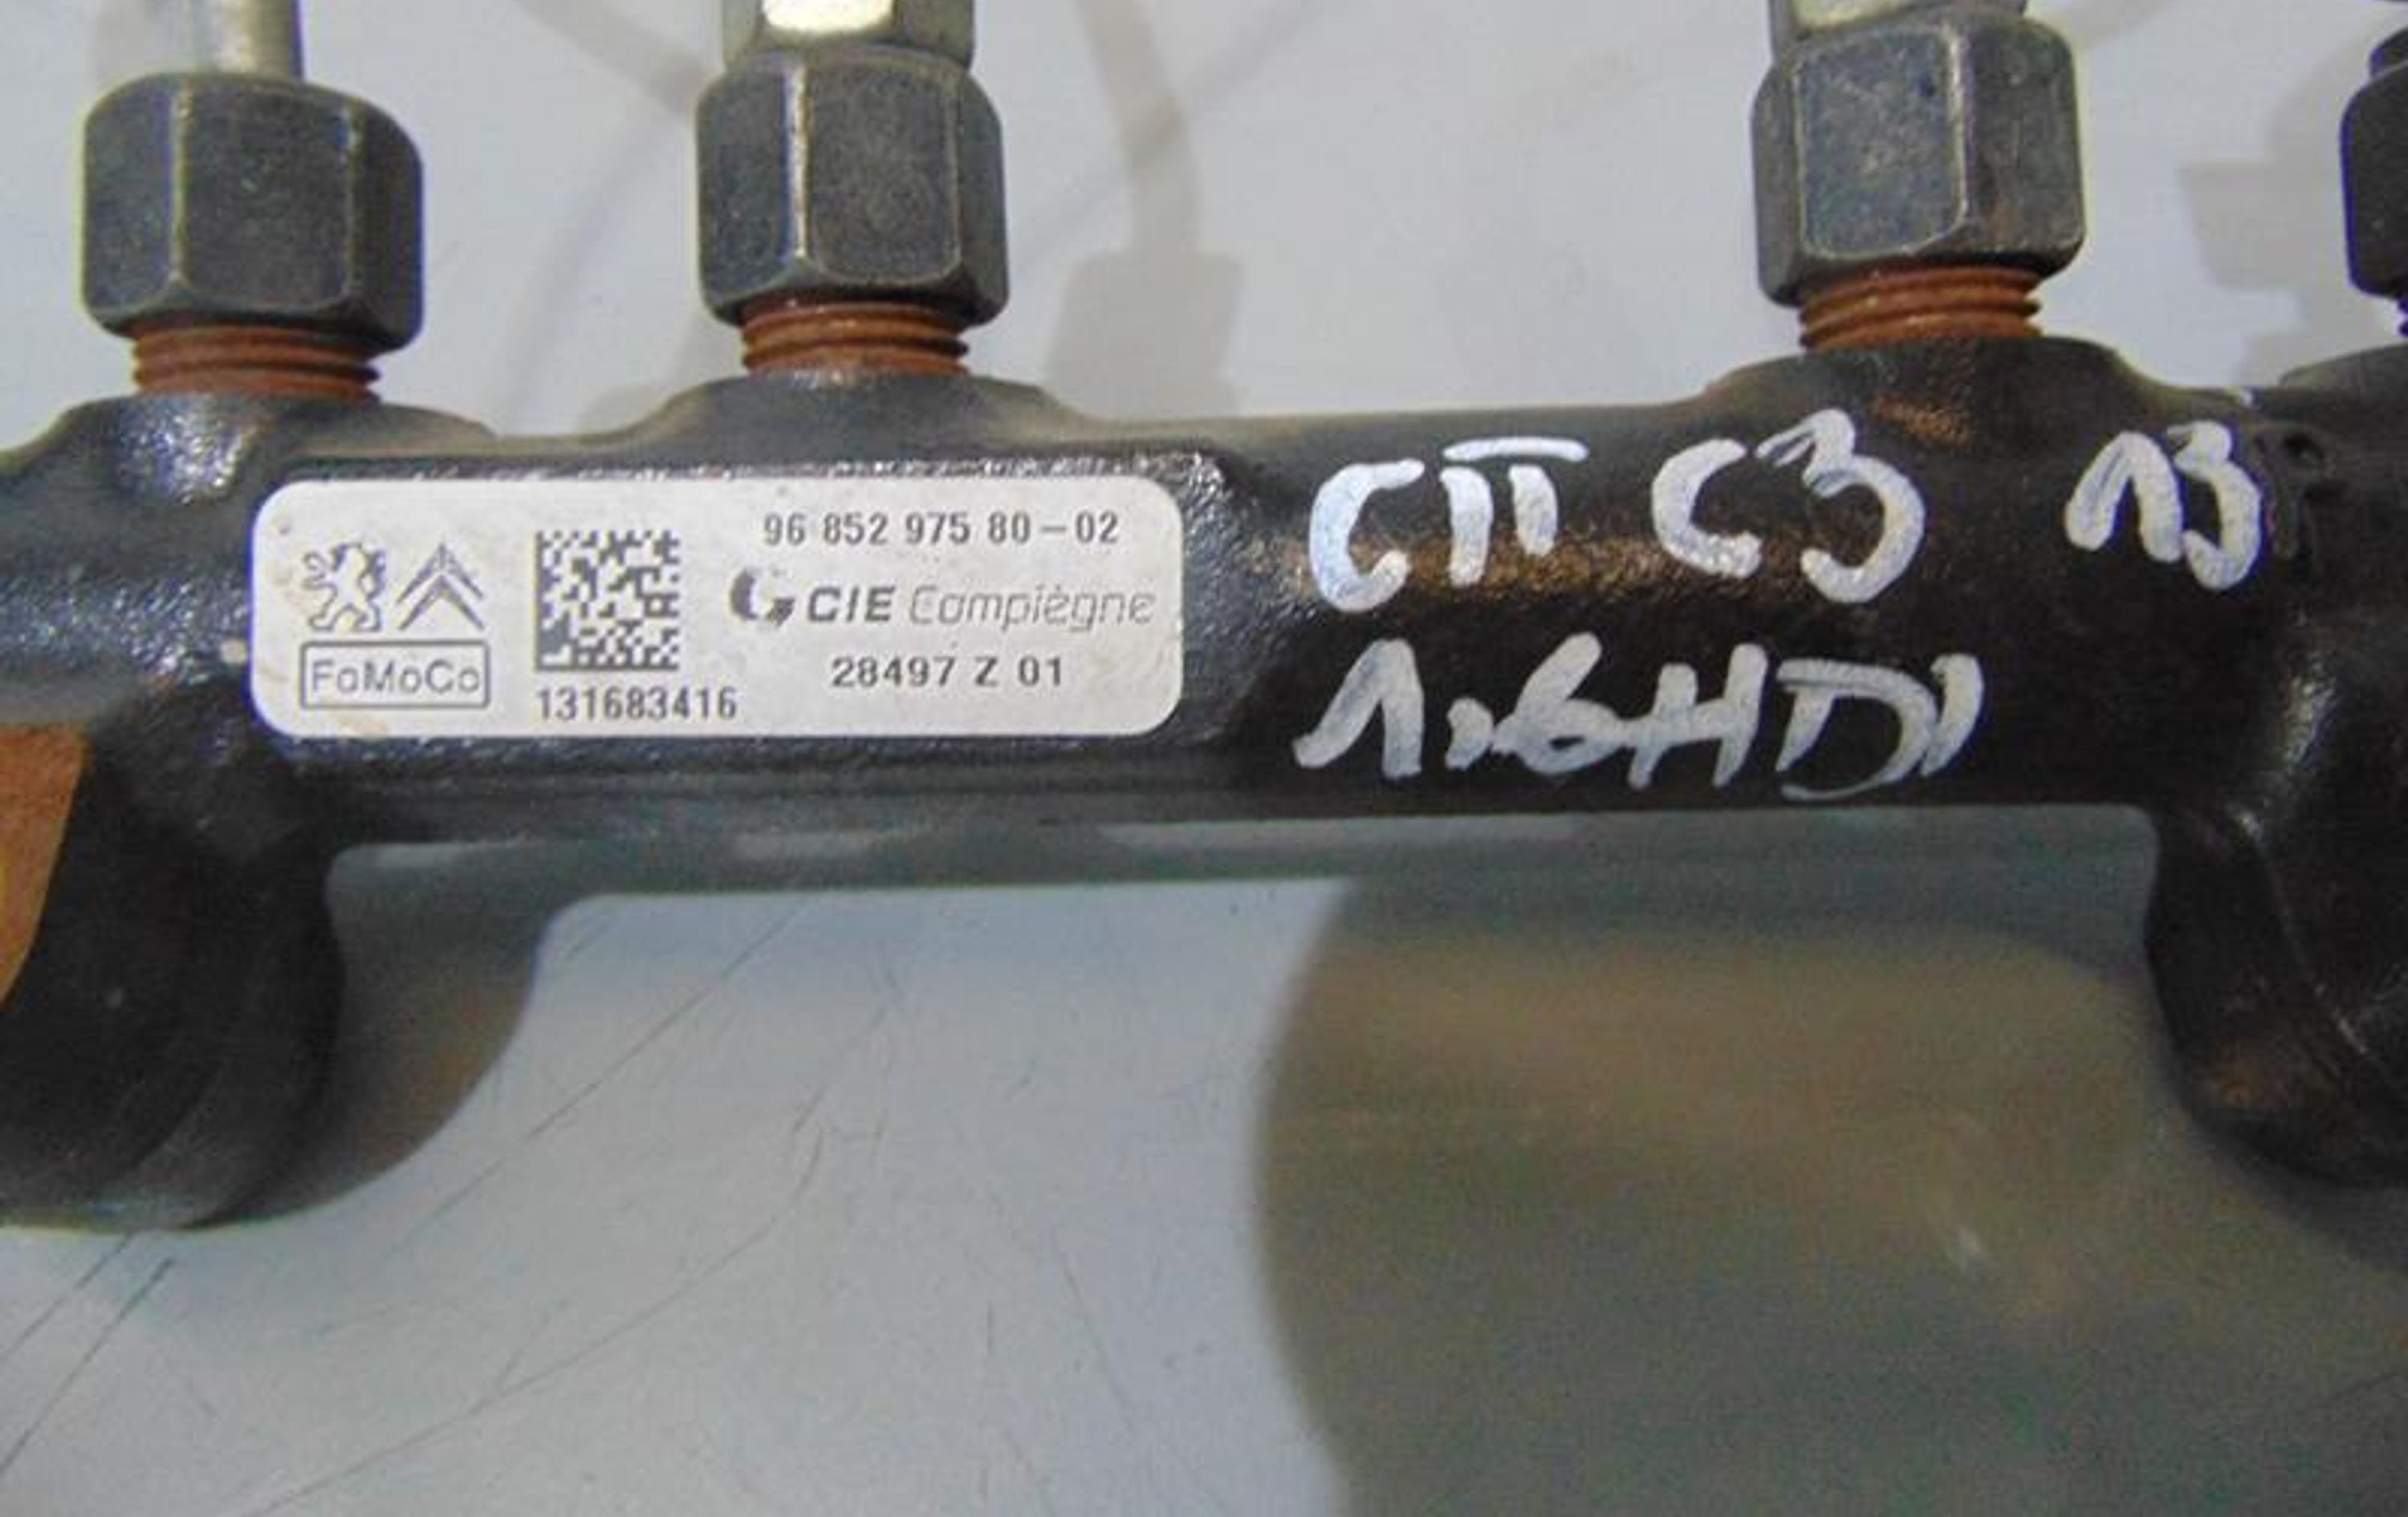 96 852 975 80-02
CIE Compiègne
28497 Z 01
FoMoCo
131683416
CIT C3 13
1.6HDI